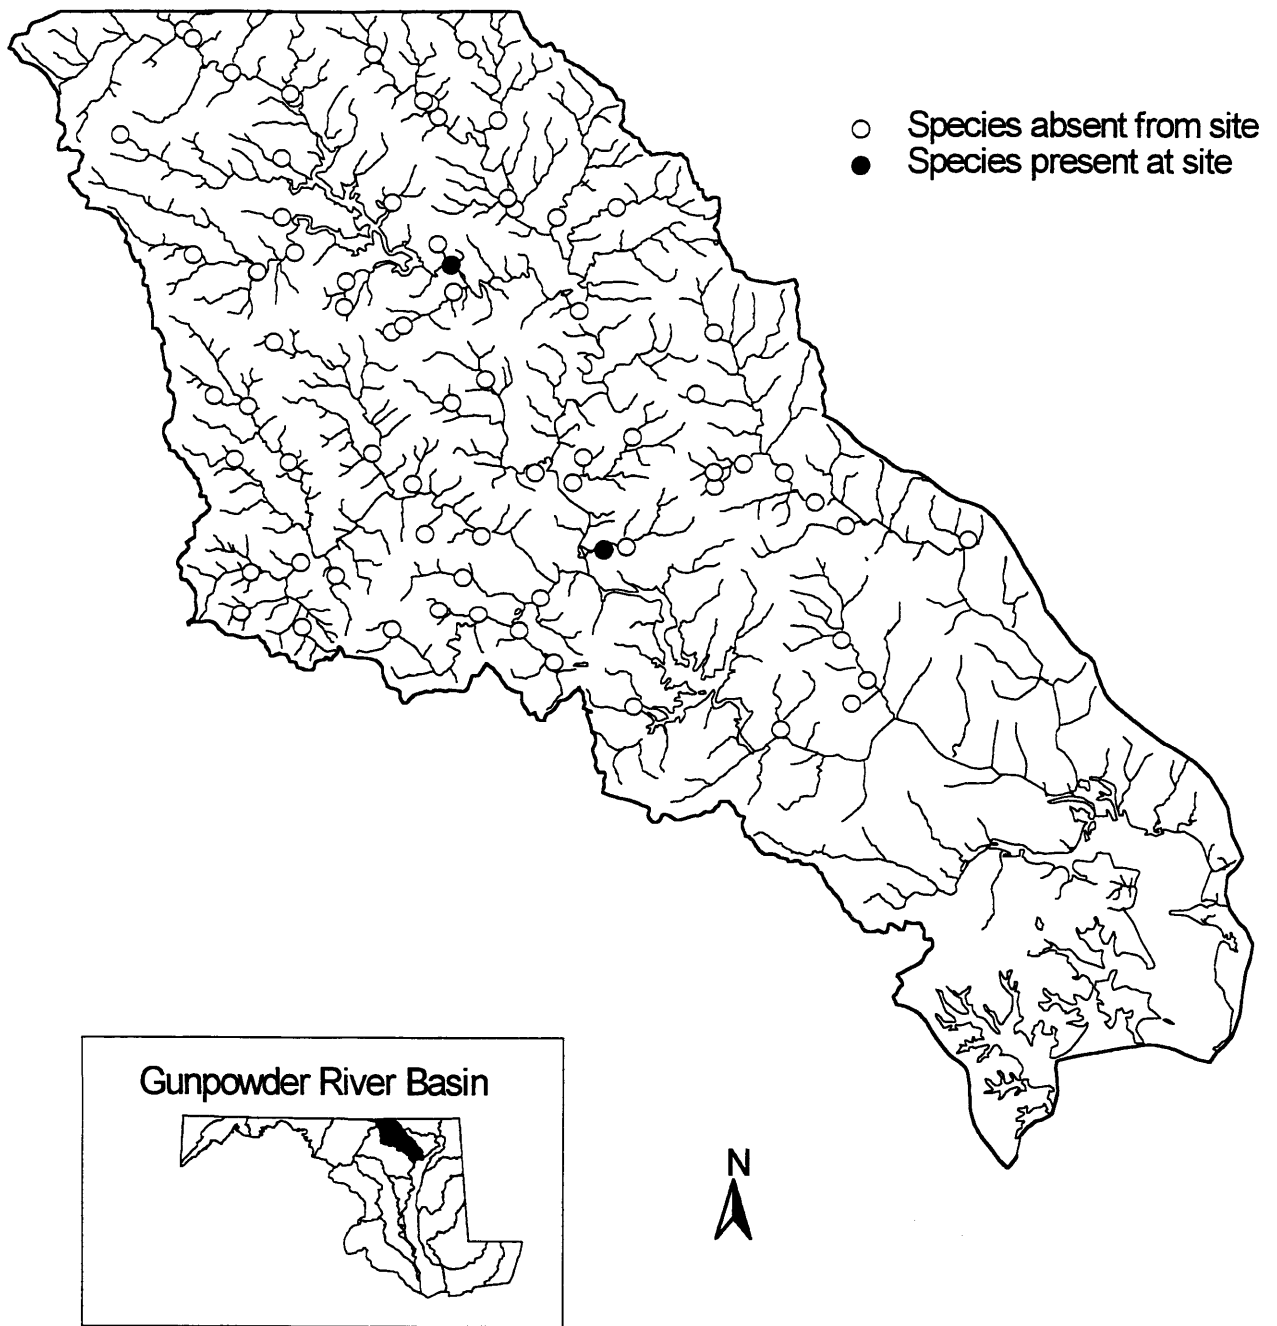 Species absent from site
Species present at site
Gunpowder River Basin
N